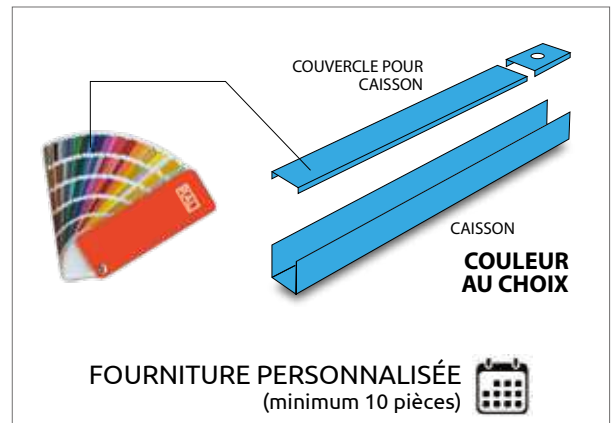 COUVERCLE POUR
CAISSON
CAISSON
COULEUR
AU CHOIX
FOURNITURE PERSONNALISÉE
(minimum 10 pièces)